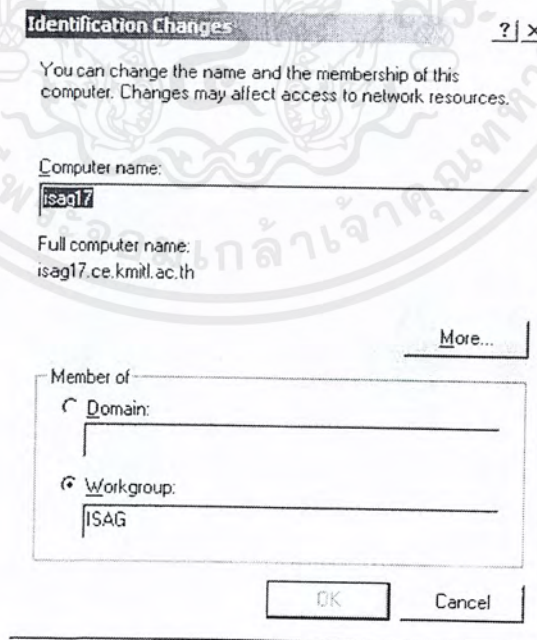 Identification Changes
? ×
You can change the name and the membership of this
computer. Changes may affect access to network resources.
Computer name:
isag17
Full computer name:
isag17.ce.kmitl.ac.th
More...
Member of
Domain:
Workgroup:
ISAG
OK
Cancel